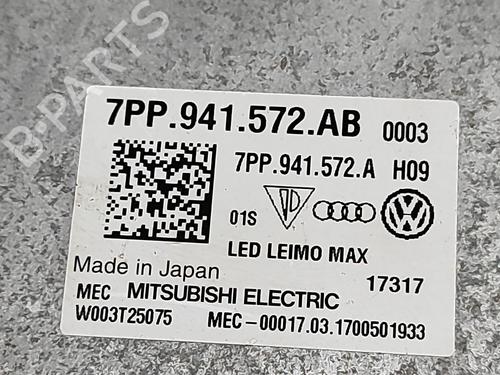 B-PARTS
7PP.941.572.AB 0003
7PP.941.572.A H09
01S
LED LEIMO MAX
Made in Japan 17317
MEC MITSUBISHI ELECTRIC
W003T25075 MEC-00017.03.1700501933